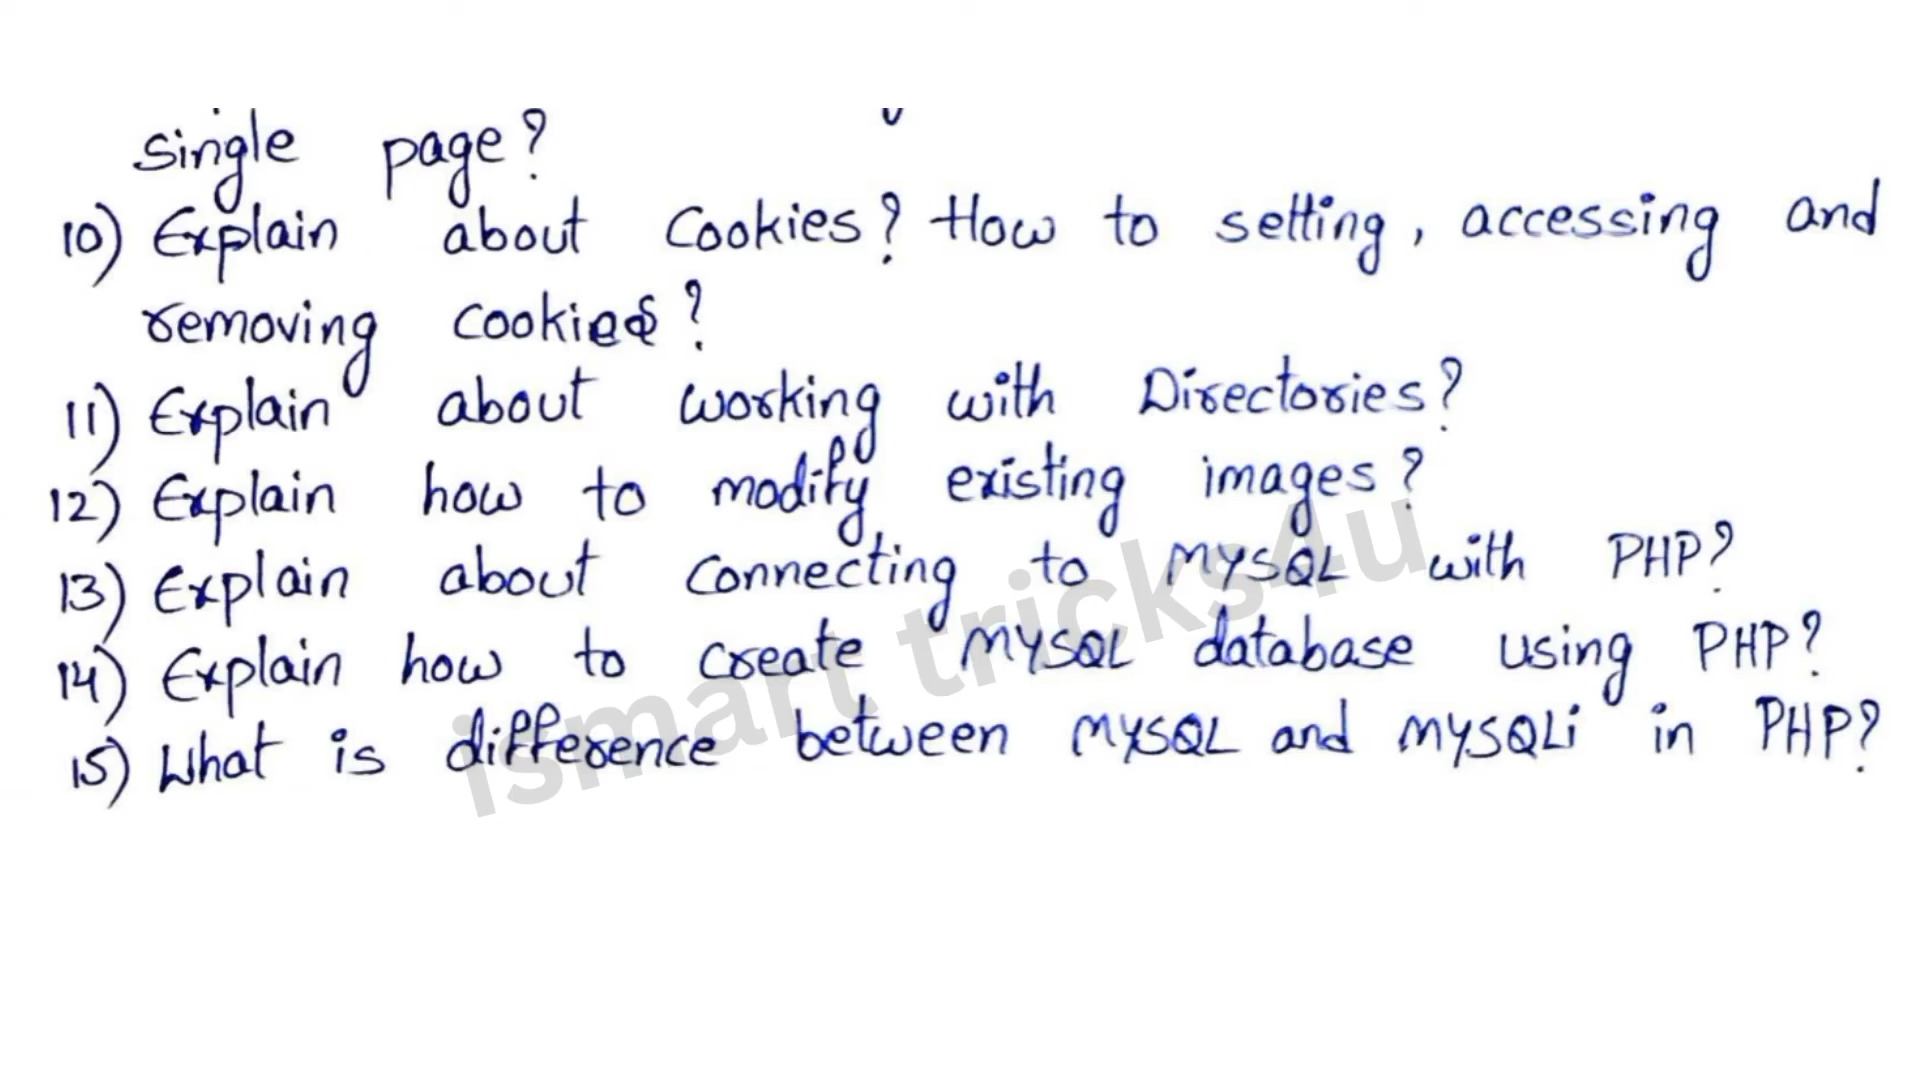 single page?
10) Explain about Cookies? How to setting, accessing and
removing cookies?
11) Explain about working with Directories?
12) Explain how to modify existing images?
13) Explain about connecting to MYSQL with PHP?
14) Explain how to create MYSQL database using PHP?
15) What is difference between MYSQL and MYSQLi in PHP?
ismart tricks4u